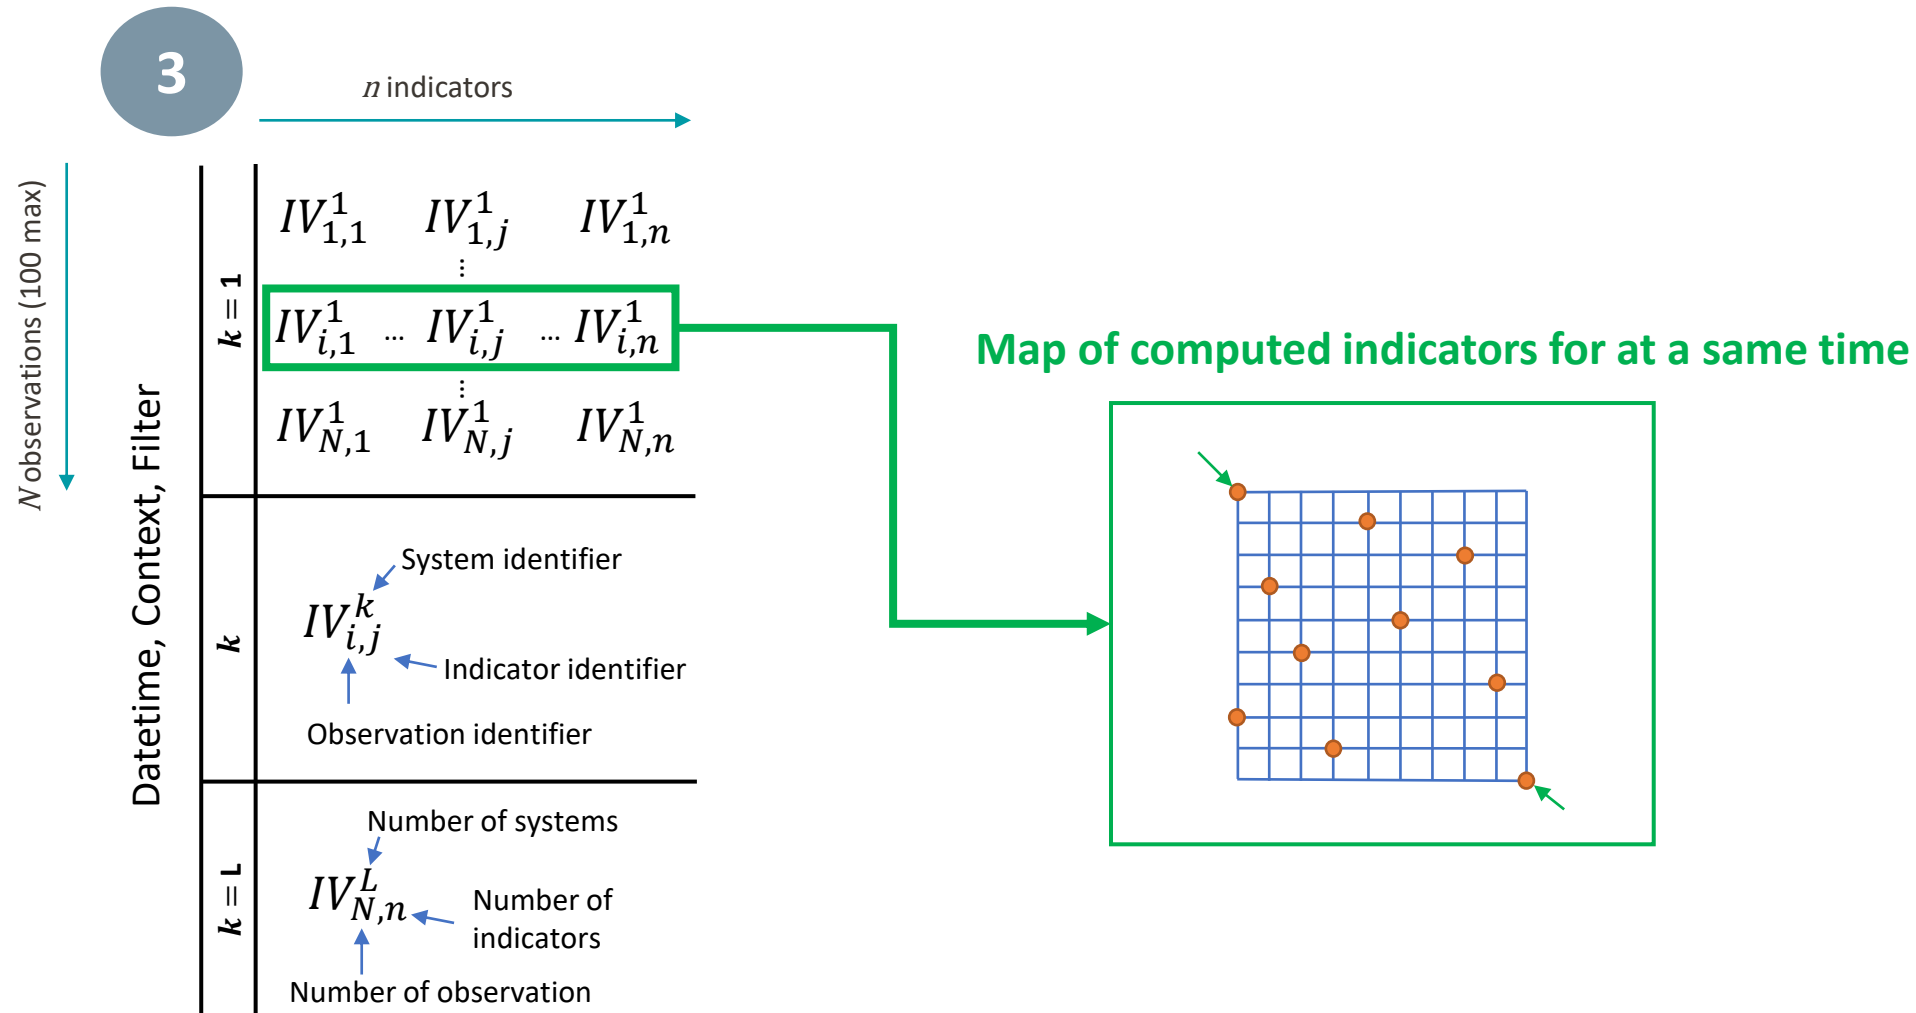 3
n indicators
N observations (100 max)
Datetime, Context, Filter
k = 1
IV^1_{1,1} IV^1_{1,j} IV^1_{1,n}
⋮
IV^1_{i,1} ... IV^1_{i,j} ... IV^1_{i,n}
⋮
IV^1_{N,1} IV^1_{N,j} IV^1_{N,n}
Map of computed indicators for at a same time
k
System identifier
IV^k_{i,j}
Indicator identifier
Observation identifier
k = L
Number of systems
IV^L_{N,n}
Number of
indicators
Number of observation